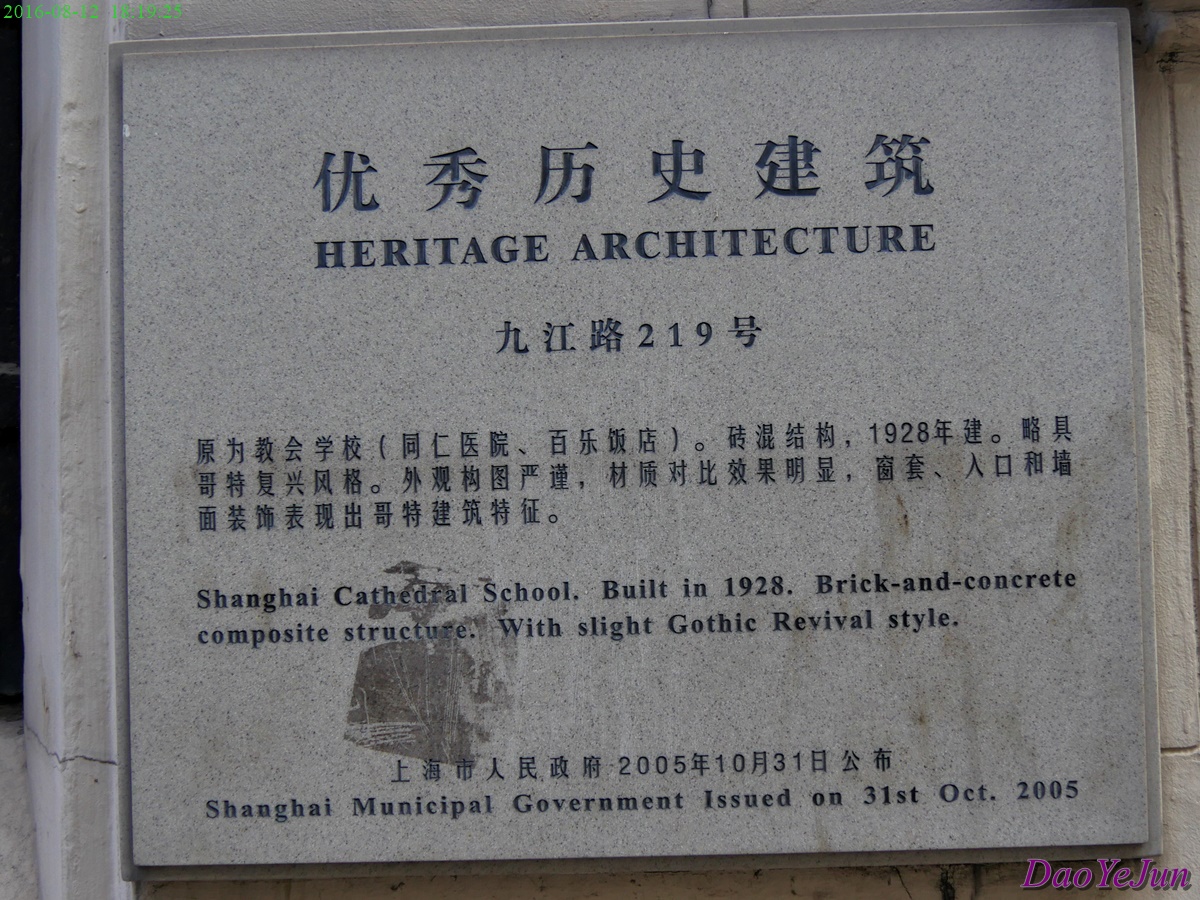 2016-08-12 18:19:25
优秀历史建筑
HERITAGE ARCHITECTURE
九江路219号
原为教会学校（同仁医院、百乐饭店）。砖混结构，1928年建。略具
哥特复兴风格。外观构图严谨，材质对比效果明显，窗套、入口和墙
面装饰表现出哥特建筑特征。
Shanghai Cathedral School. Built in 1928. Brick-and-concrete
composite structure. With slight Gothic Revival style.
上海市人民政府 2005年10月31日公布
Shanghai Municipal Government Issued on 31st Oct. 2005
DaoYeJun